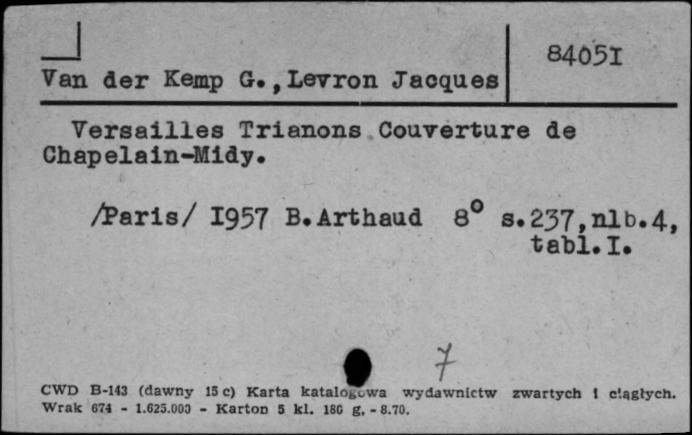 84051
Van der Kemp G., Levron Jacques
Versailles Trianons Couverture de
Chapelain-Midy.
/Paris/ I957 B.Arthaud 8° s.237,nlb.4,
tabl.I.
7
CWD B-143 (dawny 15 c) Karta katalogowa wydawnictw zwartych i ciągłych.
Wrak 674 - 1.625.000 - Karton 5 kl. 180 g. - 8.70.